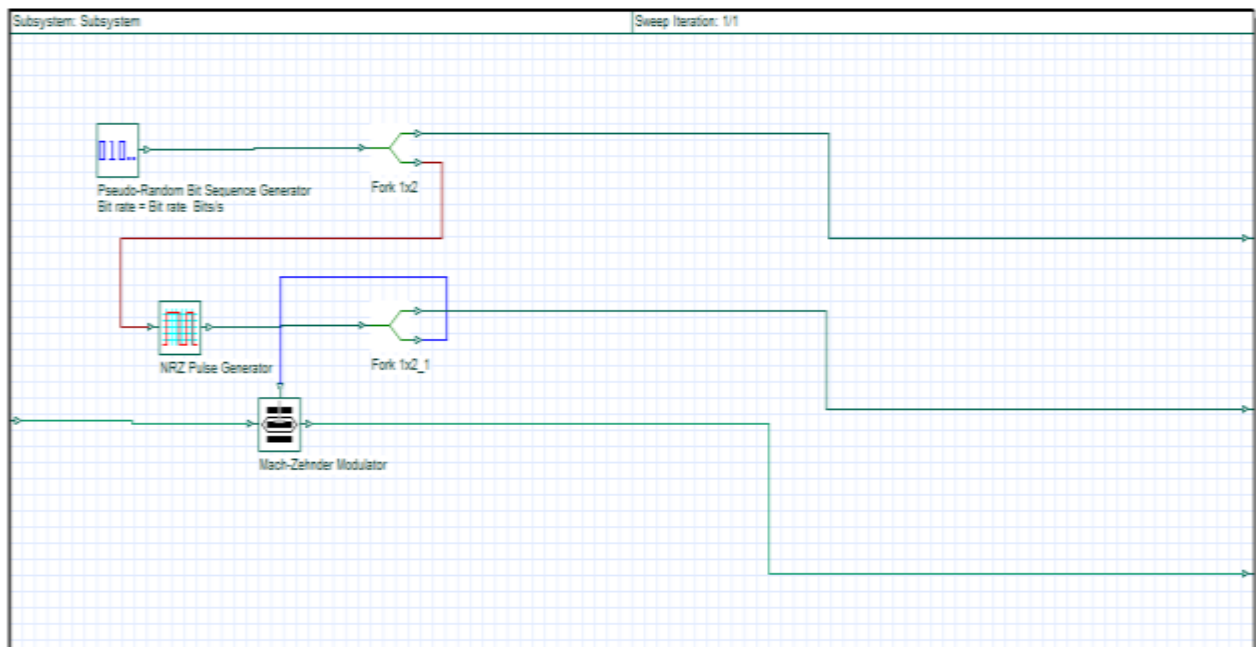 Subsystem: Subsystem
Sweep Iteration: 1/1
Pseudo-Random Bit Sequence Generator
Bit rate = Bit rate  Bits/s
Fork 1x2
NRZ Pulse Generator
Fork 1x2_1
Mach-Zehnder Modulator